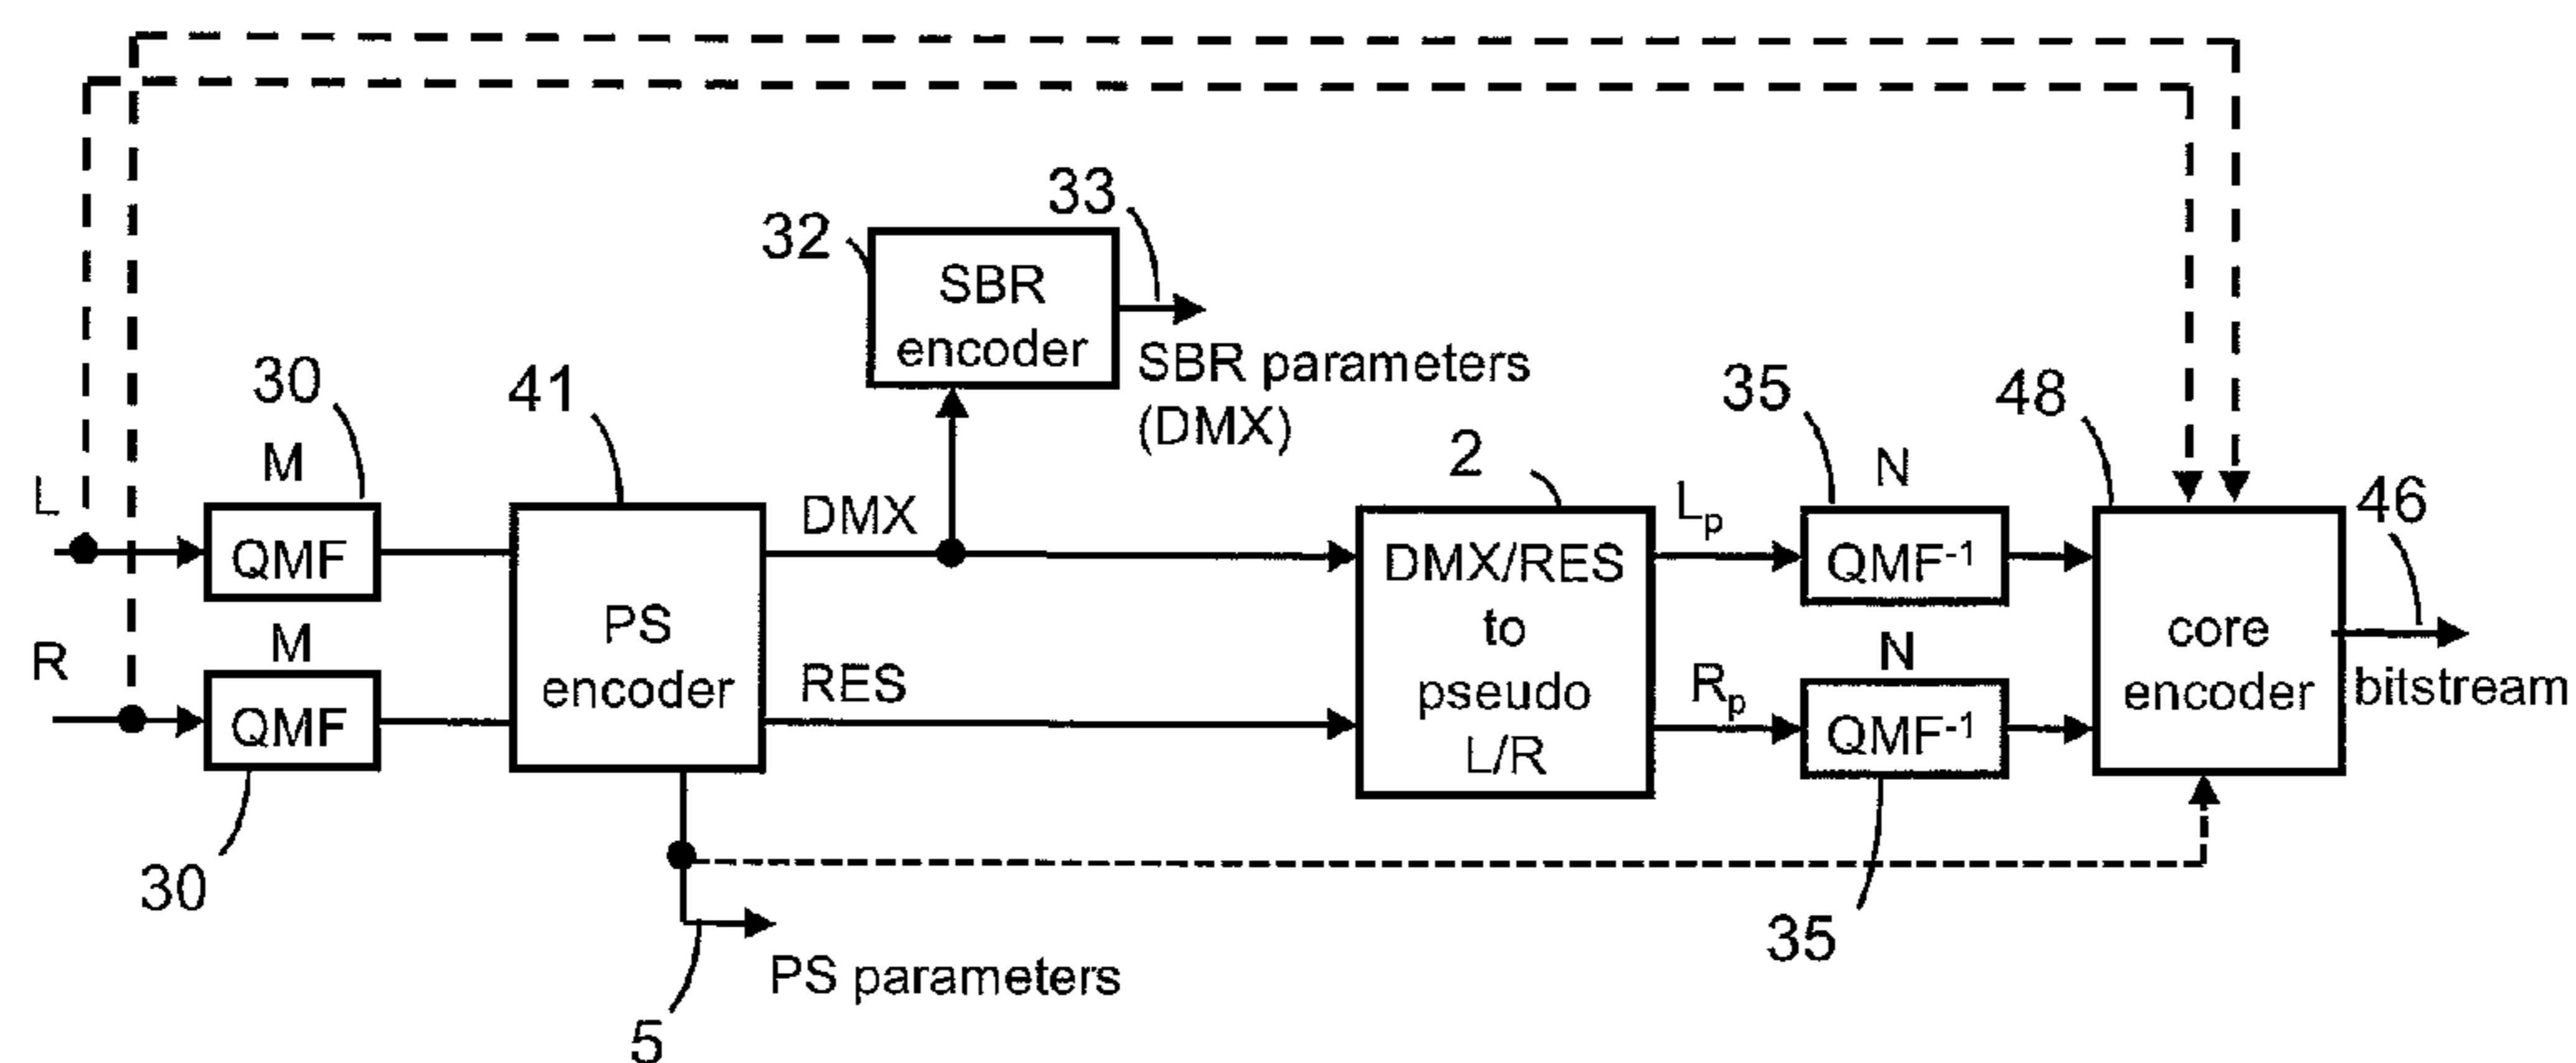 33
32
SBR
encoder
SBR parameters
(DMX)
30
41
35
48
M
2
N
46
L
QMF
DMX
DMX/RES
to
pseudo
L/R
Lp
QMF-1
core
encoder
bitstream
R
M
QMF
PS
encoder
RES
Rp
N
QMF-1
30
35
5
PS parameters